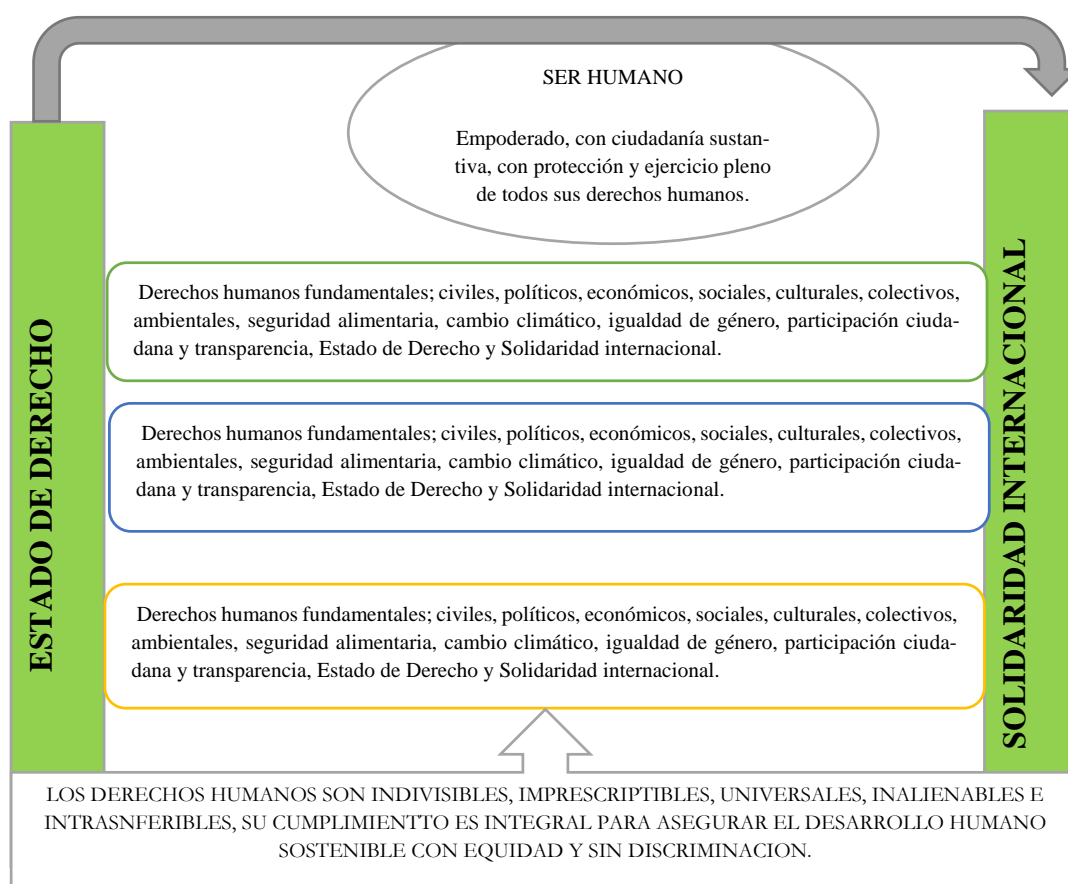 SER HUMANO
Empoderado, con ciudadanía sustan-
tiva, con protección y ejercicio pleno
de todos sus derechos humanos.
ESTADO DE DERECHO
Derechos humanos fundamentales; civiles, políticos, económicos, sociales, culturales, colectivos,
ambientales, seguridad alimentaria, cambio climático, igualdad de género, participación ciuda-
dana y transparencia, Estado de Derecho y Solidaridad internacional.
Derechos humanos fundamentales; civiles, políticos, económicos, sociales, culturales, colectivos,
ambientales, seguridad alimentaria, cambio climático, igualdad de género, participación ciuda-
dana y transparencia, Estado de Derecho y Solidaridad internacional.
Derechos humanos fundamentales; civiles, políticos, económicos, sociales, culturales, colectivos,
ambientales, seguridad alimentaria, cambio climático, igualdad de género, participación ciuda-
dana y transparencia, Estado de Derecho y Solidaridad internacional.
SOLIDARIDAD INTERNACIONAL
LOS DERECHOS HUMANOS SON INDIVISIBLES, IMPRESCRIPTIBLES, UNIVERSALES, INALIENABLES E
INTRASNFERIBLES, SU CUMPLIMIENTTO ES INTEGRAL PARA ASEGURAR EL DESARROLLO HUMANO
SOSTENIBLE CON EQUIDAD Y SIN DISCRIMINACION.